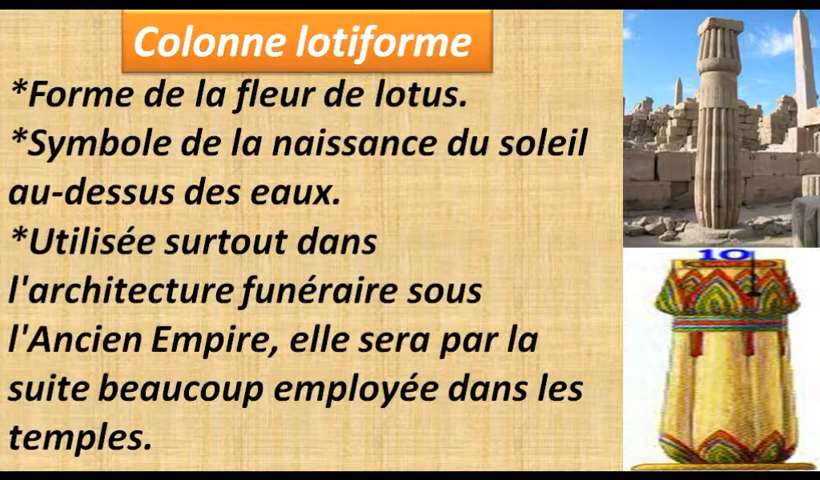 Colonne lotiforme
*Forme de la fleur de lotus.
*Symbole de la naissance du soleil
au-dessus des eaux.
*Utilisée surtout dans
l'architecture funéraire sous
l'Ancien Empire, elle sera par la
suite beaucoup employée dans les
temples.
10